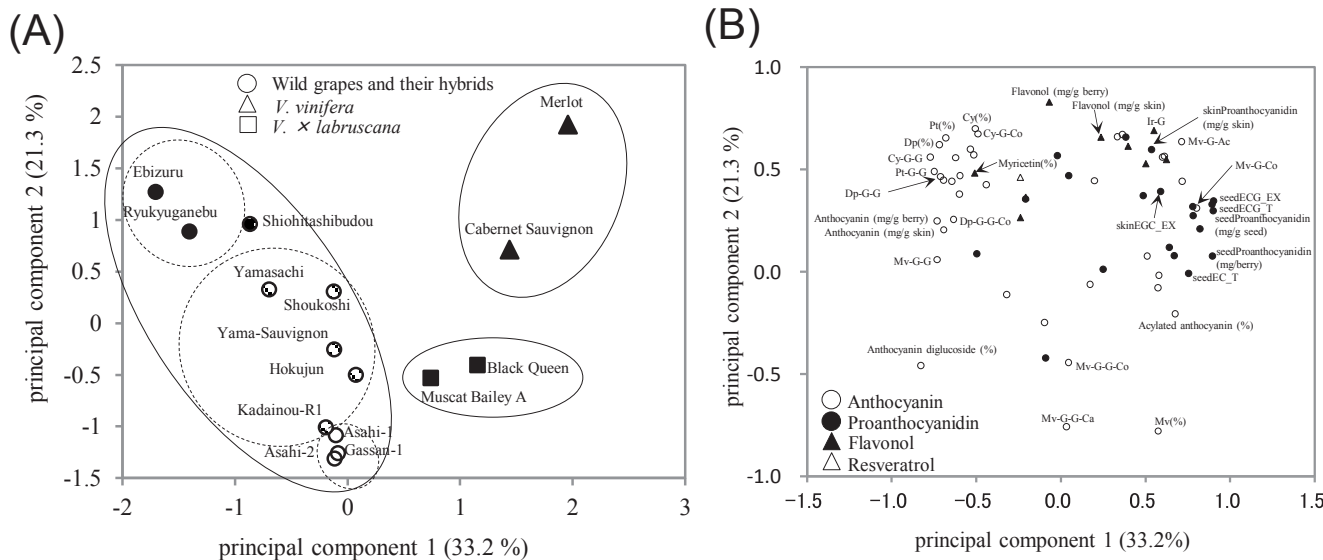 (A)
2.5
2
1.5
1
0.5
0
-0.5
-1
-1.5
-2
-1
0
1
2
3
principal component 2 (21.3 %)
principal component 1 (33.2 %)
Wild grapes and their hybrids
V. vinifera
V. × labruscana
Merlot
Ebizuru
Ryukyuganebu
Shiohitashibudou
Cabernet Sauvignon
Yamasachi
Shoukoshi
Yama-Sauvignon
Hokujun
Black Queen
Muscat Bailey A
Kadainou-R1
Asahi-1
Asahi-2
Gassan-1
(B)
1.0
0.5
0.0
-0.5
-1.0
-1.5
-1.0
-0.5
0.0
0.5
1.0
1.5
principal component 2 (21.3 %)
principal component 1 (33.2%)
Flavonol (mg/g berry)
Flavonol (mg/g skin)
Ir-G
skinProanthocyanidin
(mg/g skin)
Cy(%)
Pt(%)
Cy-G-Co
Dp(%)
Mv-G-Ac
Cy-G-G
Mv-G-Co
Pt-G-G
Myricetin(%)
Dp-G-G
seedECG_EX
seedECG_T
seedProanthocyanidin
(mg/g seed)
skinEGC_EX
Anthocyanin (mg/g berry)
Anthocyanin (mg/g skin)
Dp-G-G-Co
Mv-G-G
seedProanthocyanidin
(mg/berry)
seedEC_T
Acylated anthocyanin (%)
Anthocyanin diglucoside (%)
Mv-G-G-Co
Mv-G-G-Ca
Mv(%)
Anthocyanin
Proanthocyanidin
Flavonol
Resveratrol